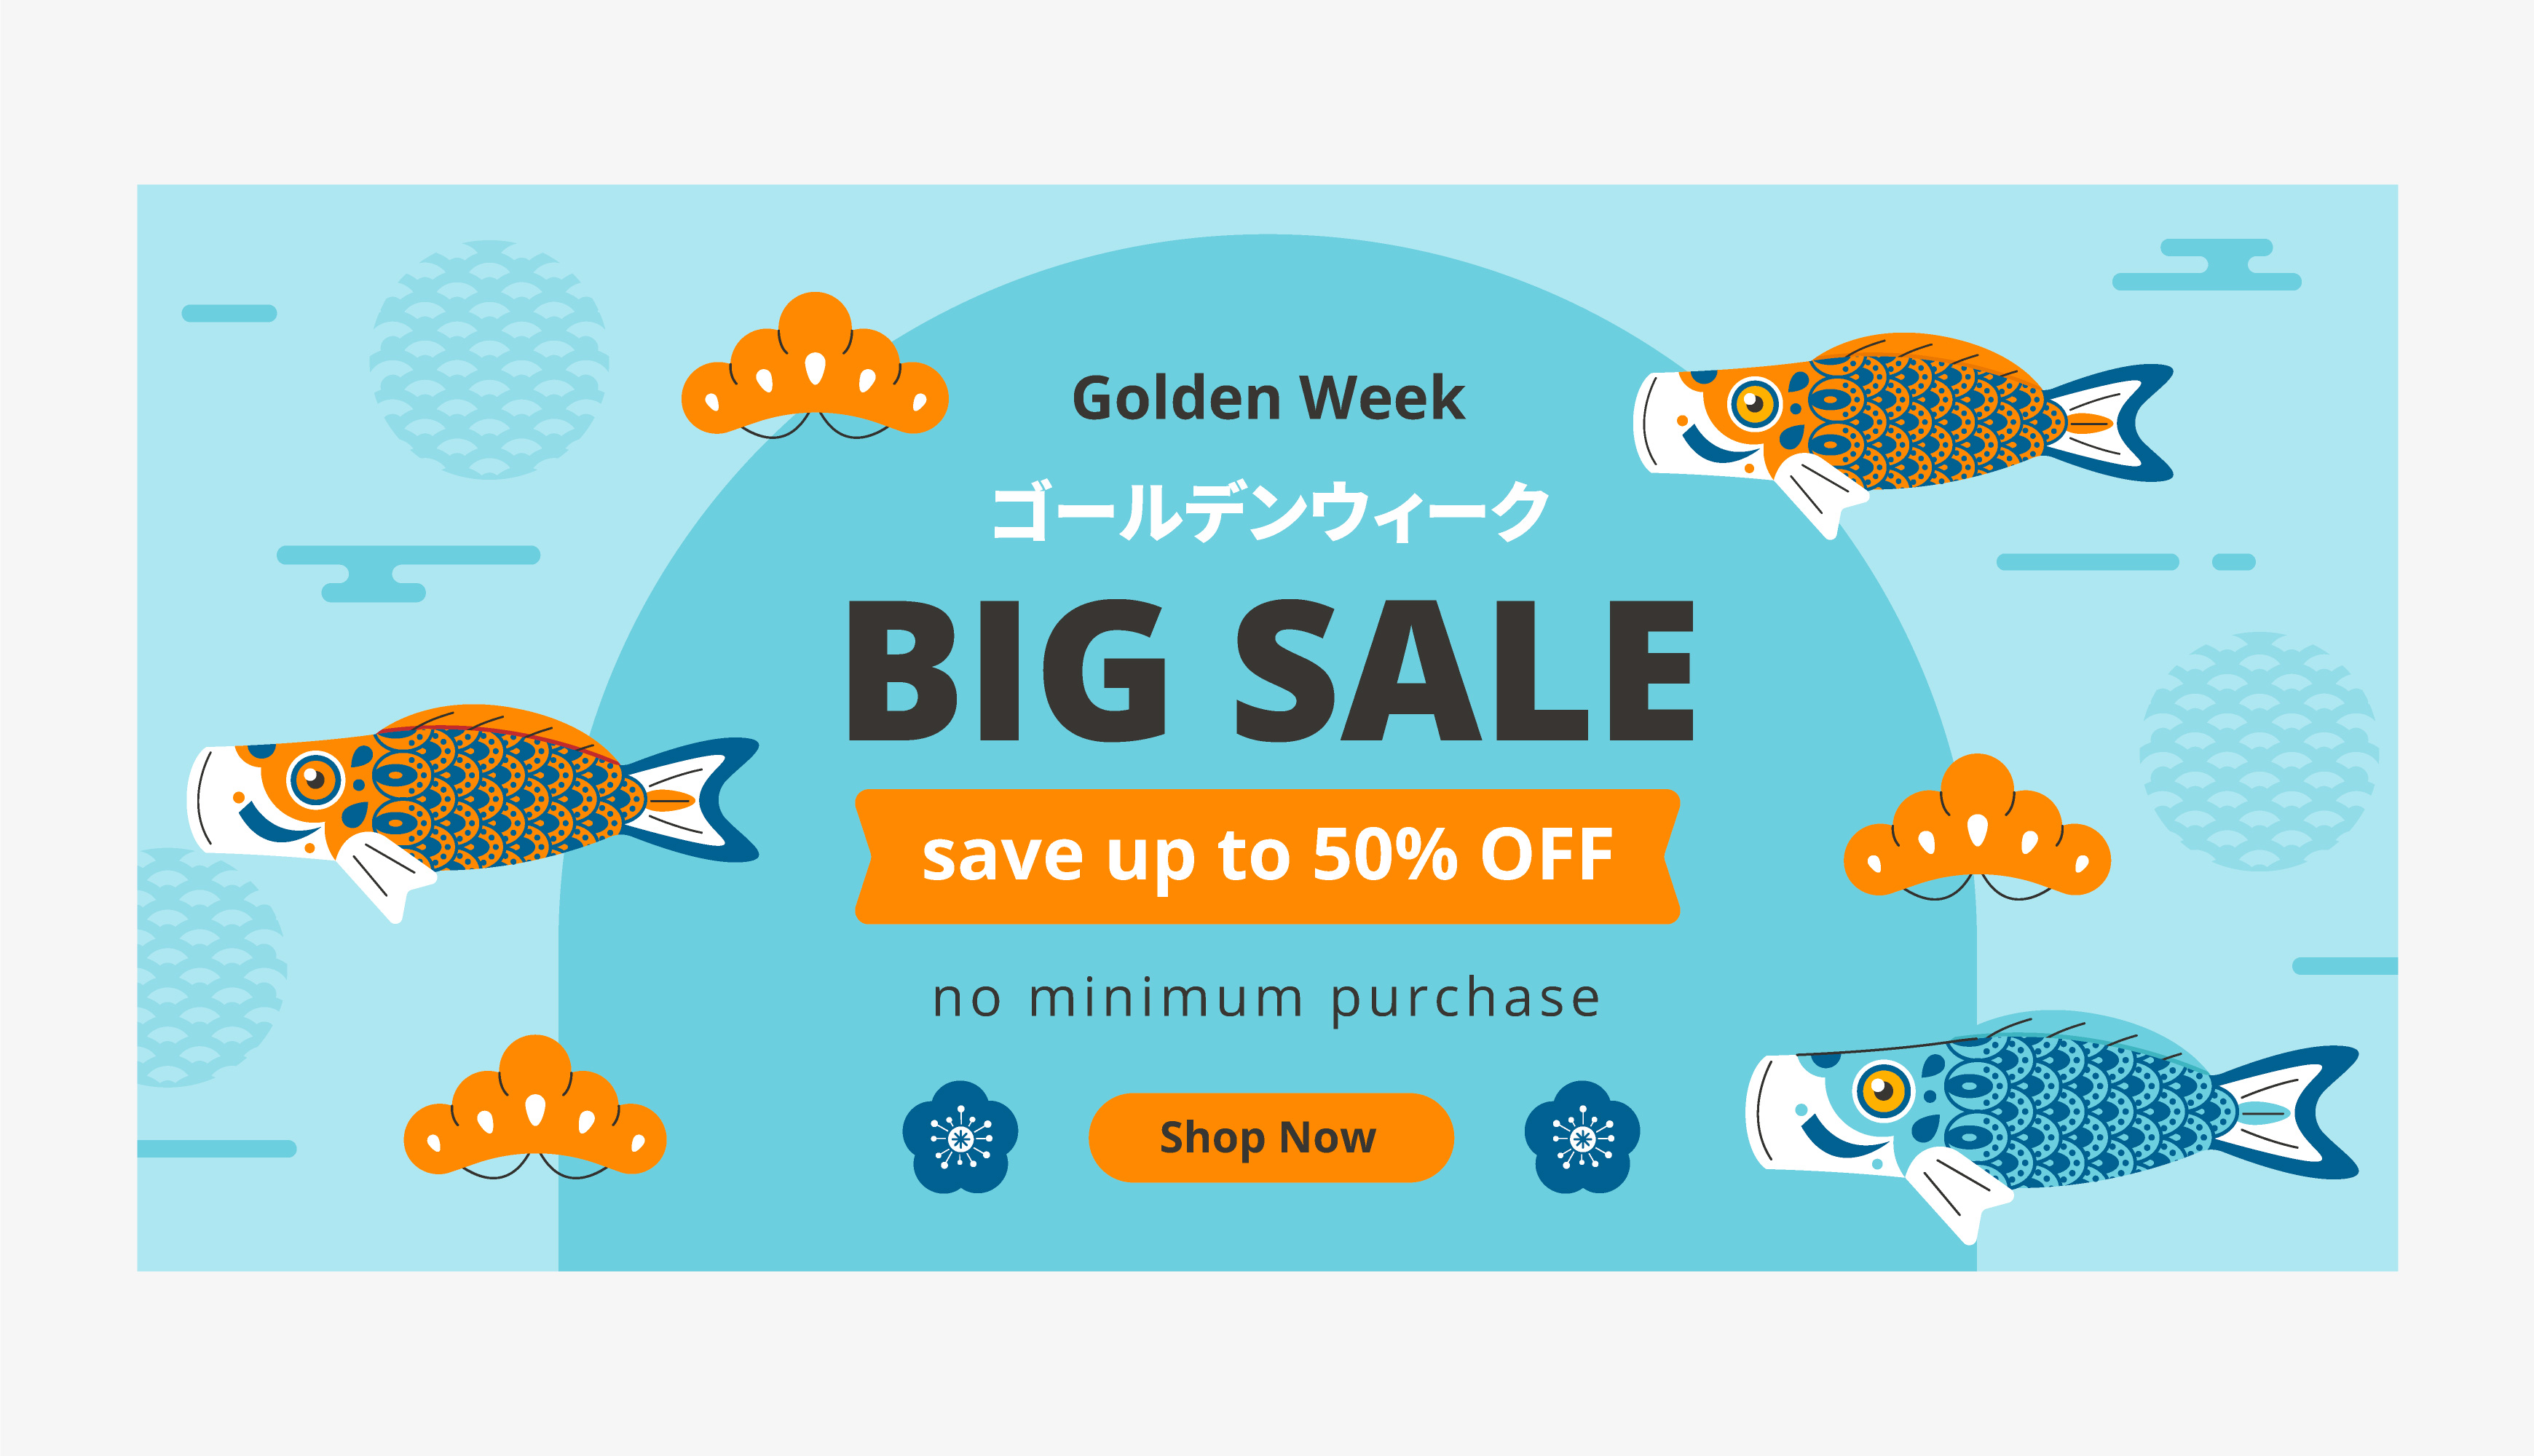 Golden Week
ゴールデンウィーク
BIG SALE
save up to 50% OFF
no minimum purchase
Shop Now